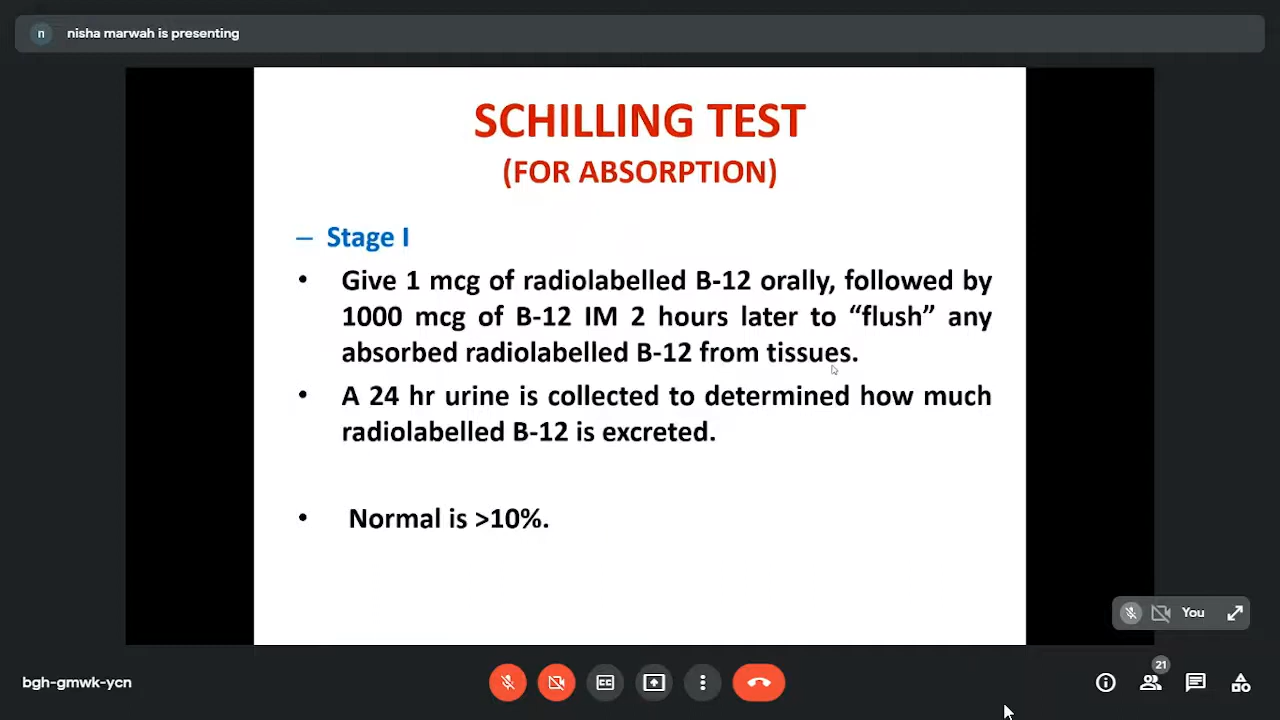 n nisha marwah is presenting
SCHILLING TEST
(FOR ABSORPTION)
– Stage I
• Give 1 mcg of radiolabelled B-12 orally, followed by
1000 mcg of B-12 IM 2 hours later to “flush” any
absorbed radiolabelled B-12 from tissues.
• A 24 hr urine is collected to determined how much
radiolabelled B-12 is excreted.
• Normal is >10%.
You
21
bgh-gmwk-ycn
CC